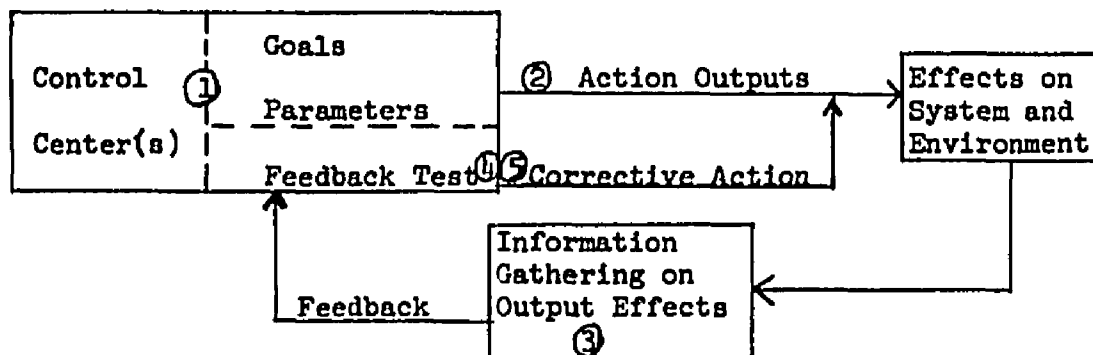 Control
Center(s)
①
Goals
Parameters
Feedback Test
② Action Outputs
④ ⑤ Corrective Action
Effects on
System and
Environment
Information
Gathering on
Output Effects
③
Feedback